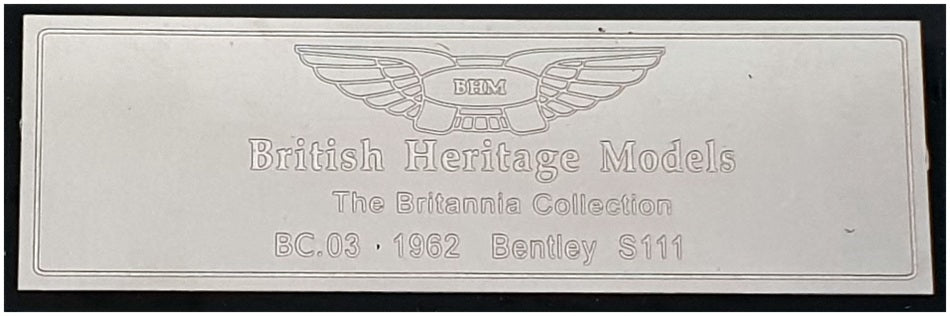 BHM
British Heritage Models
The Britannia Collection
BC.03 1962 Bentley S111